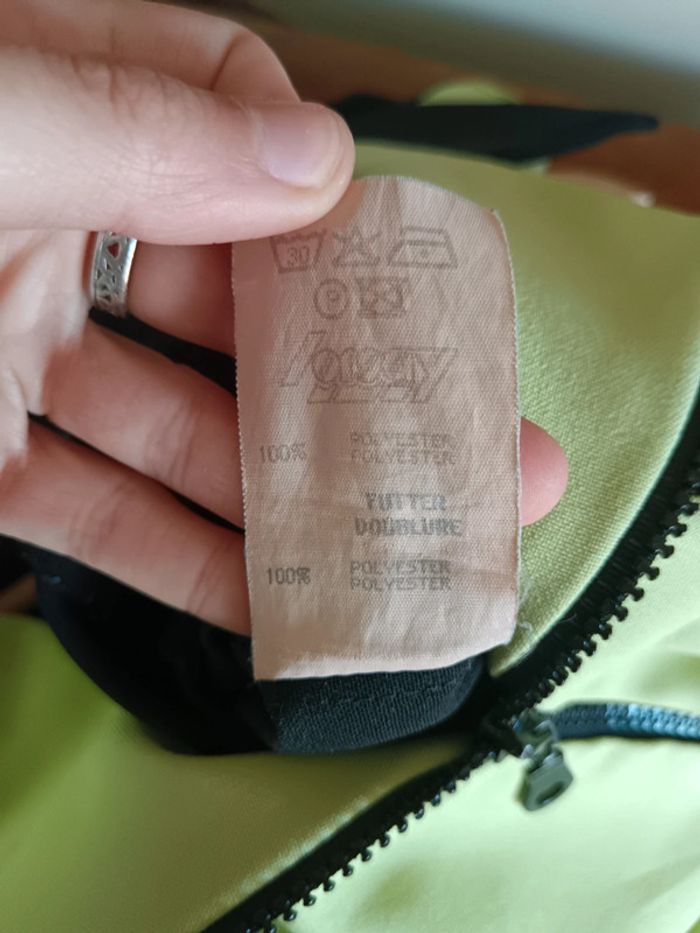 30
P
100% POLYESTER
POLYESTER
FUTTER
DOUBLURE
100% POLYESTER
POLYESTER